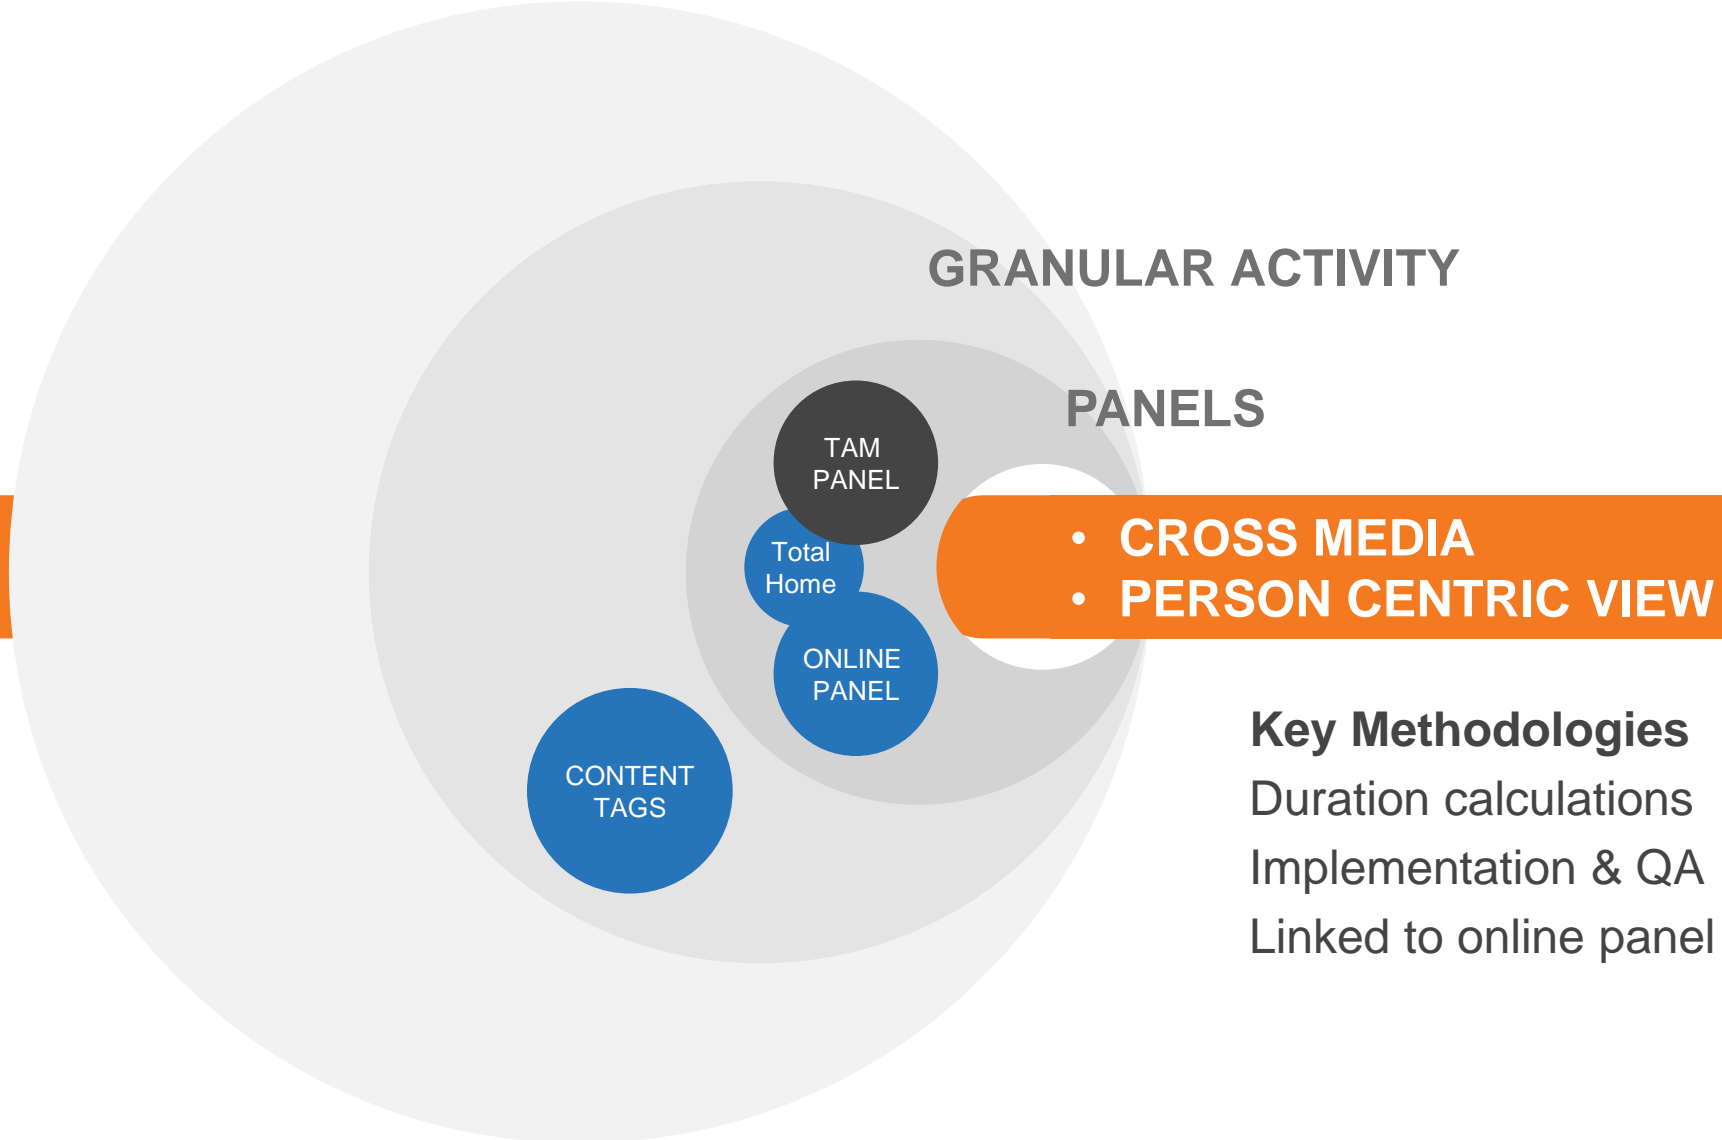 GRANULAR ACTIVITY
PANELS
TAM
PANEL
Total
Home
ONLINE
PANEL
CONTENT
TAGS
• CROSS MEDIA
• PERSON CENTRIC VIEW
Key Methodologies
Duration calculations
Implementation & QA
Linked to online panel